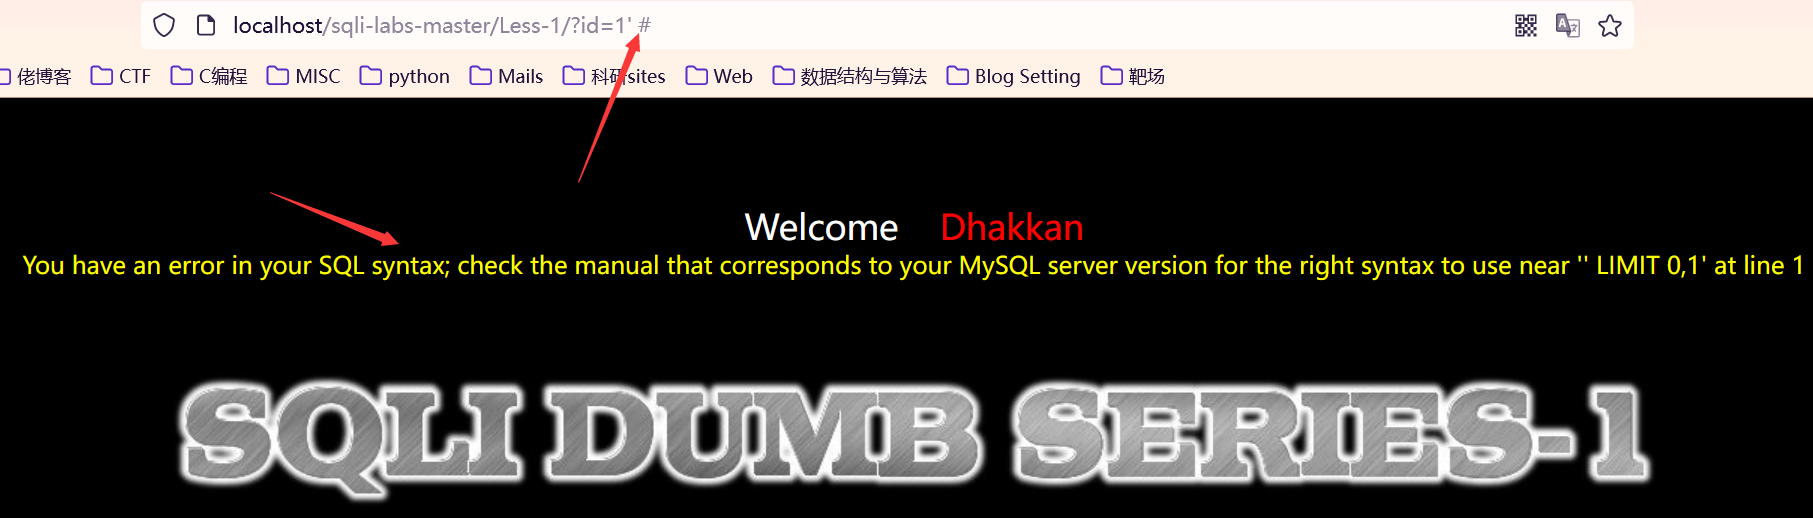 localhost/sqli-labs-master/Less-1/?id=1' #
佬博客 CTF C编程 MISC python Mails 科研sites Web 数据结构与算法 Blog Setting 靶场
Welcome Dhakkan
You have an error in your SQL syntax; check the manual that corresponds to your MySQL server version for the right syntax to use near '' LIMIT 0,1' at line 1
SQLI DUMB SERIES-1